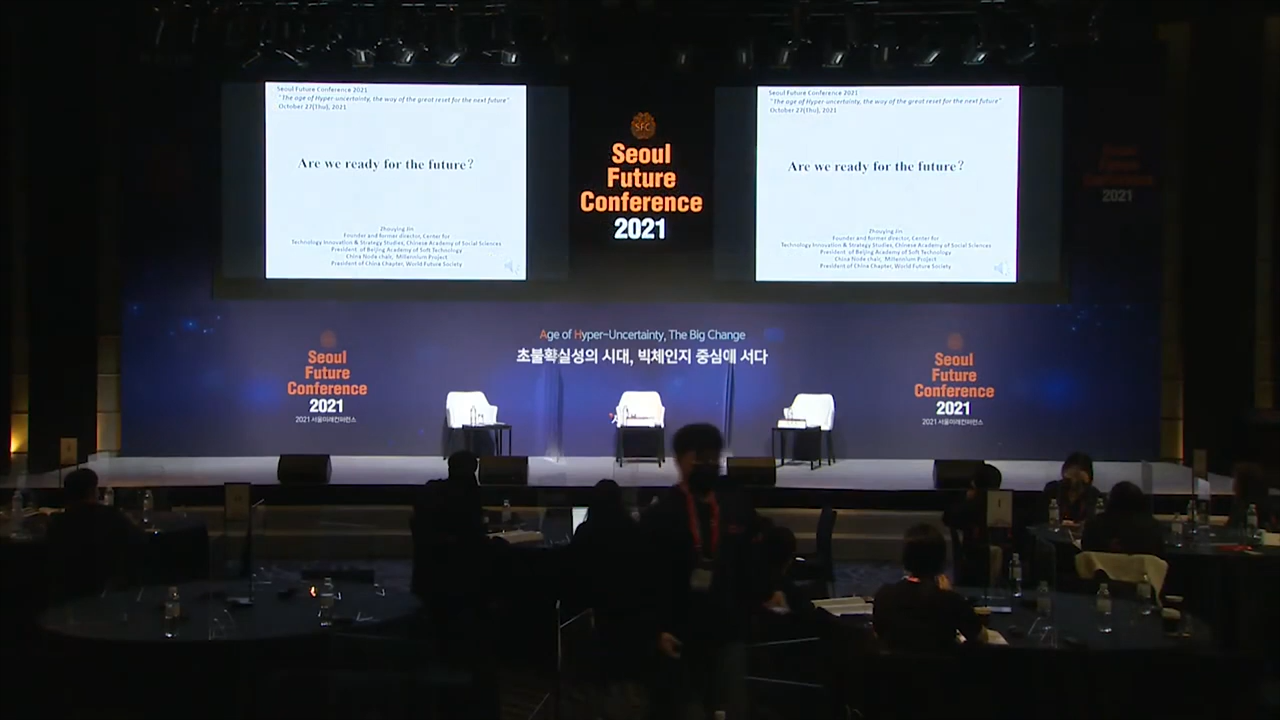 Seoul Future Conference 2021
"The age of Hyper-uncertainty, the way of the great reset for the next future"
October 27(Thu), 2021
Are we ready for the future?
Zhouying Jin
Founder and former director, Center for
Technology Innovation & Strategy Studies, Chinese Academy of Social Sciences
President of Beijing Academy of Soft Technology
China Node chair, Millennium Project
President of China Chapter, World Future Society
SFC
Seoul
Future
Conference
2021
Seoul Future Conference 2021
"The age of Hyper-uncertainty, the way of the great reset for the next future"
October 27(Thu), 2021
Are we ready for the future?
Zhouying Jin
Founder and former director, Center for
Technology Innovation & Strategy Studies, Chinese Academy of Social Sciences
President of Beijing Academy of Soft Technology
China Node chair, Millennium Project
President of China Chapter, World Future Society
Seoul
Future
Conference
2021
Age of Hyper-Uncertainty, The Big Change
초불확실성의 시대, 빅체인지 중심에 서다
Seoul
Future
Conference
2021
2021 서울미래컨퍼런스
Seoul
Future
Conference
2021
2021 서울미래컨퍼런스